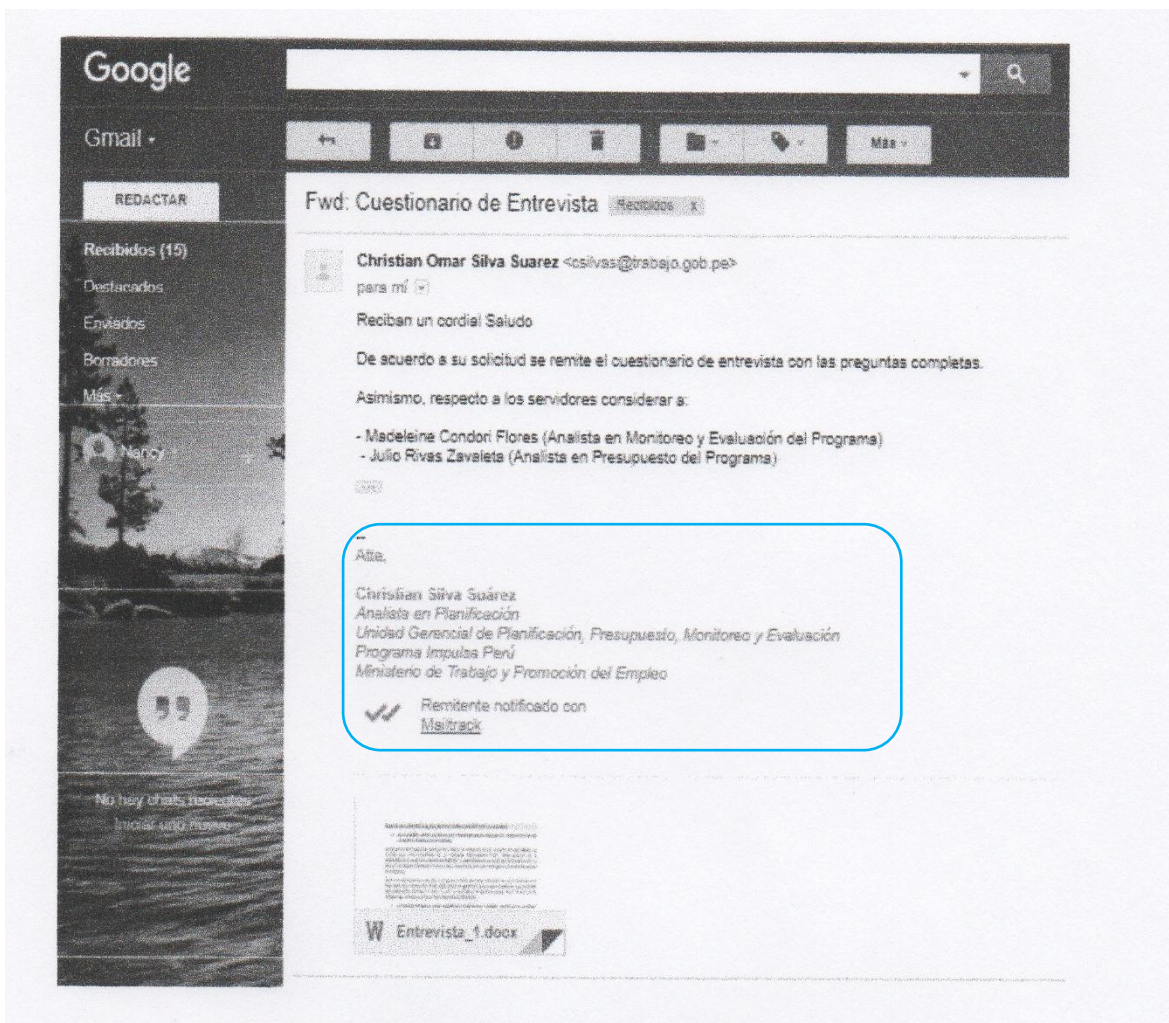 Google
Gmail
Más
REDACTAR
Fwd: Cuestionario de Entrevista Recibidos x
Recibidos (15)
Destacados
Enviados
Borradores
Más
Nancy
Christian Omar Silva Suarez <csilvas@trabajo.gob.pe>
para mí
Reciban un cordial Saludo
De acuerdo a su solicitud se remite el cuestionario de entrevista con las preguntas completas.
Asimismo, respecto a los servidores considerar a:
- Madeleine Condori Flores (Analista en Monitoreo y Evaluación del Programa)
- Julio Rivas Zavaleta (Analista en Presupuesto del Programa)
--
Atte,
Christian Silva Suárez
Analista en Planificación
Unidad Gerencial de Planificación, Presupuesto, Monitoreo y Evaluación
Programa Impulsa Perú
Ministerio de Trabajo y Promoción del Empleo
Remitente notificado con
Mailtrack
No hay chats recientes
Iniciar uno nuevo
W Entrevista_1.docx